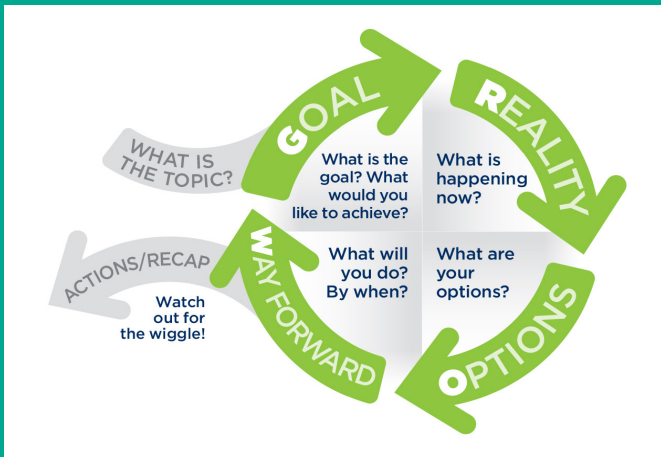 WHAT IS
THE TOPIC?
GOAL
What is the
goal? What
would you
like to achieve?
REALITY
What is
happening
now?
OPTIONS
What are
your
options?
WAY FORWARD
What will
you do?
By when?
ACTIONS/RECAP
Watch
out for
the wiggle!